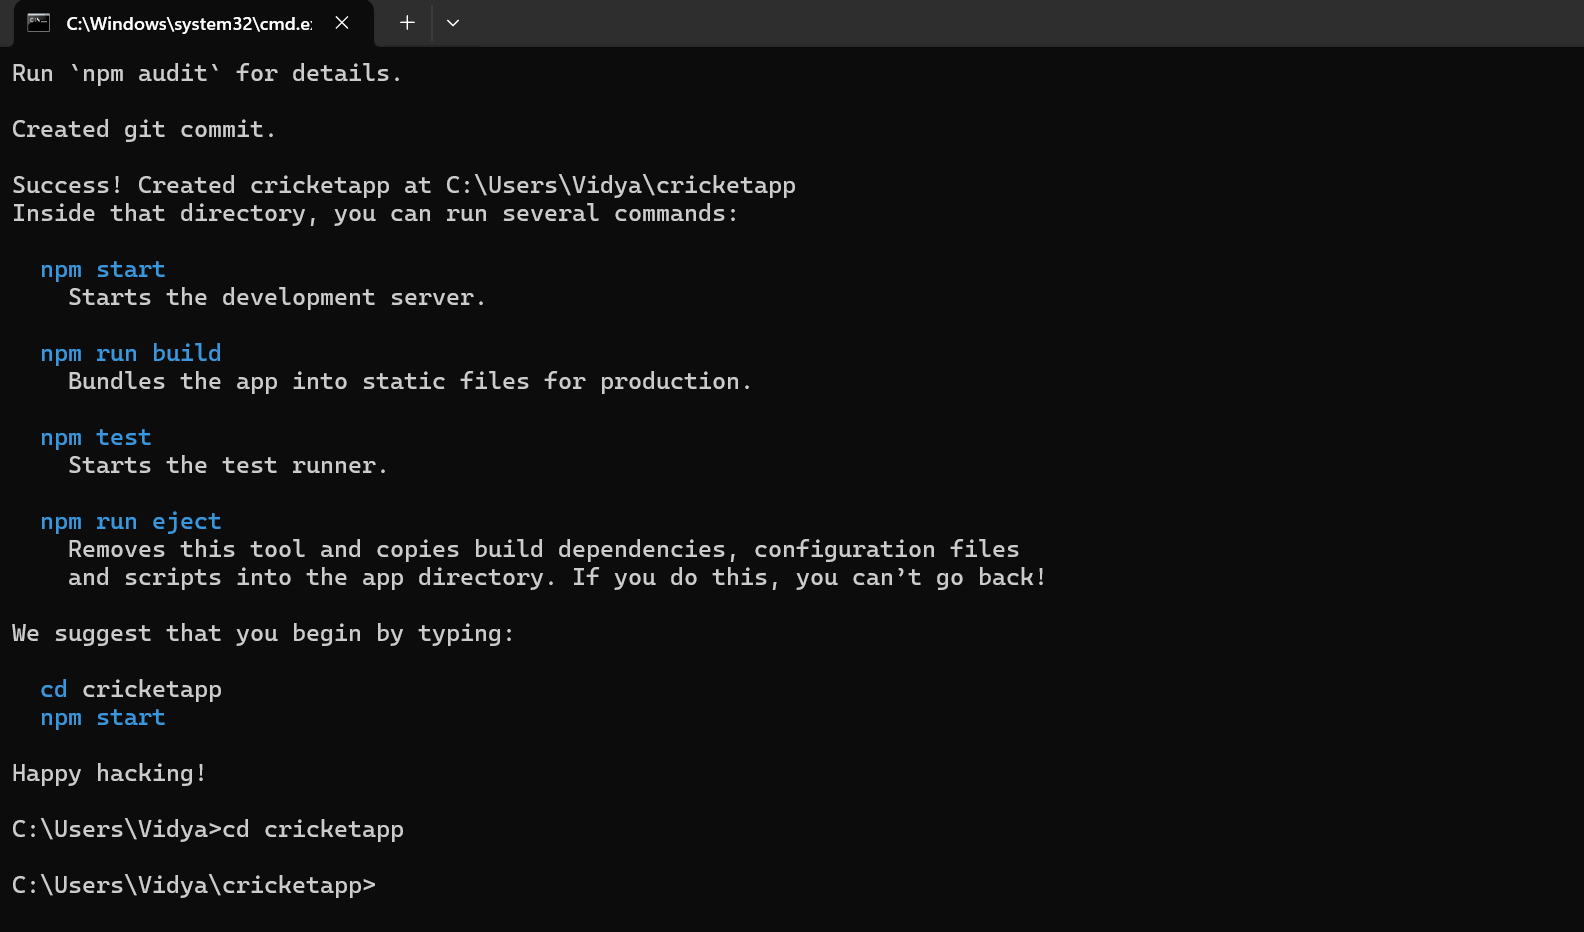 C:\Windows\system32\cmd.e
Run `npm audit` for details.
Created git commit.
Success! Created cricketapp at C:\Users\Vidya\cricketapp
Inside that directory, you can run several commands:
npm start
Starts the development server.
npm run build
Bundles the app into static files for production.
npm test
Starts the test runner.
npm run eject
Removes this tool and copies build dependencies, configuration files
and scripts into the app directory. If you do this, you can’t go back!
We suggest that you begin by typing:
cd cricketapp
npm start
Happy hacking!
C:\Users\Vidya>cd cricketapp
C:\Users\Vidya\cricketapp>